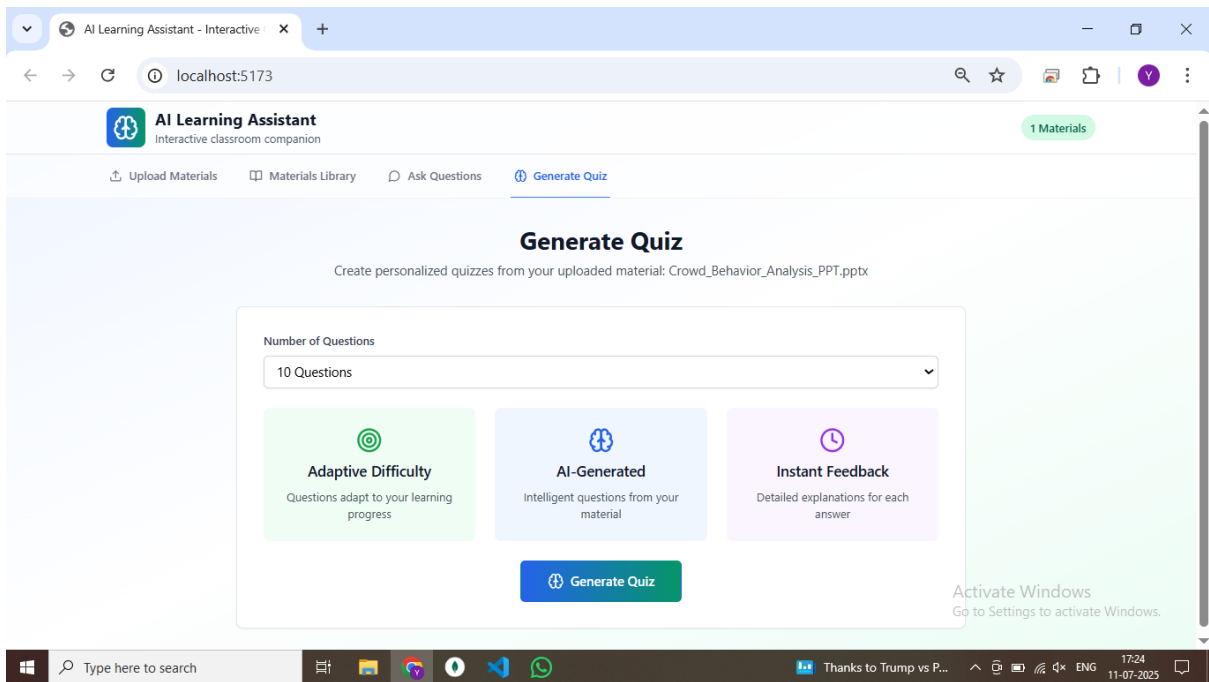 AI Learning Assistant - Interactive
localhost:5173
Y
AI Learning Assistant
Interactive classroom companion
1 Materials
Upload Materials
Materials Library
Ask Questions
Generate Quiz
Generate Quiz
Create personalized quizzes from your uploaded material: Crowd_Behavior_Analysis_PPT.pptx
Number of Questions
10 Questions
Adaptive Difficulty
Questions adapt to your learning
progress
AI-Generated
Intelligent questions from your
material
Instant Feedback
Detailed explanations for each
answer
Generate Quiz
Activate Windows
Go to Settings to activate Windows.
Type here to search
Y
Thanks to Trump vs P...
ENG
17:24
11-07-2025